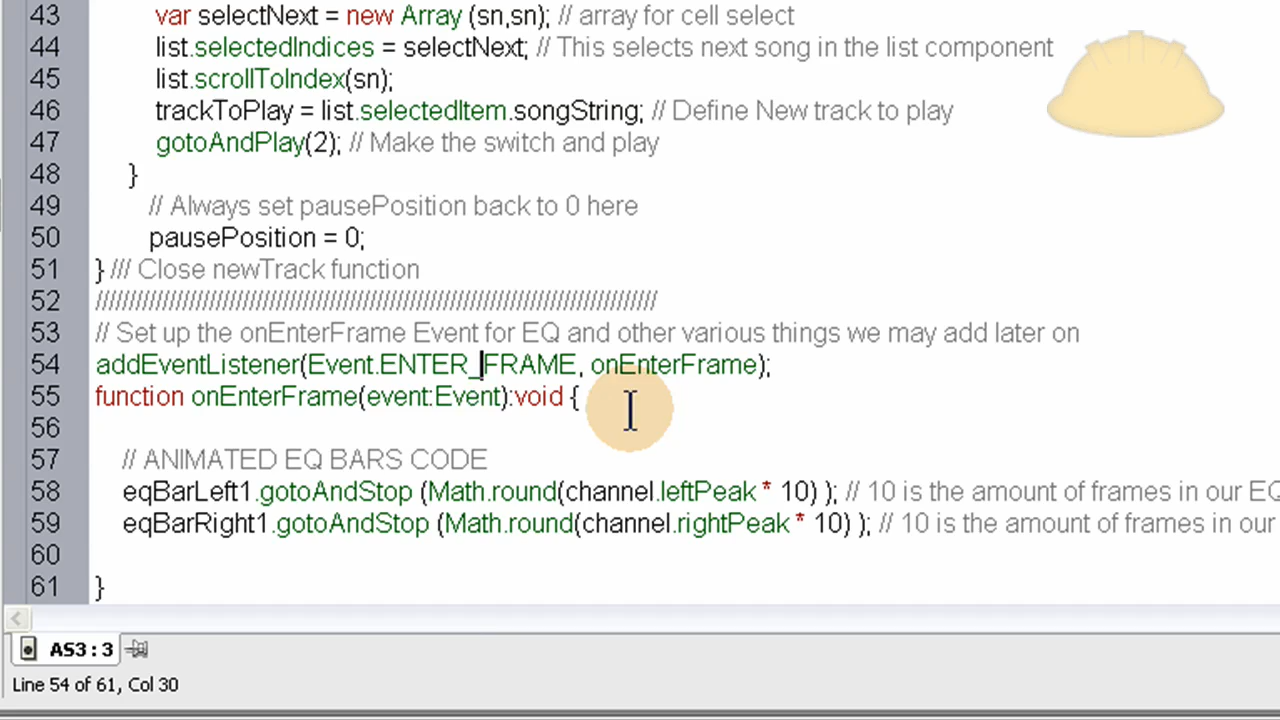 43 var selectNext = new Array (sn,sn); // array for cell select
44 list.selectedIndices = selectNext; // This selects next song in the list component
45 list.scrollToIndex(sn);
46 trackToPlay = list.selectedItem.songString; // Define New track to play
47 gotoAndPlay(2); // Make the switch and play
48 }
49 // Always set pausePosition back to 0 here
50 pausePosition = 0;
51 } /// Close newTrack function
52 ////////////////////////////////////////////////////////////////////////////////////
53 // Set up the onEnterFrame Event for EQ and other various things we may add later on
54 addEventListener(Event.ENTER_FRAME, onEnterFrame);
55 function onEnterFrame(event:Event):void {
56
57 // ANIMATED EQ BARS CODE
58 eqBarLeft1.gotoAndStop (Math.round(channel.leftPeak * 10) ); // 10 is the amount of frames in our EQ
59 eqBarRight1.gotoAndStop (Math.round(channel.rightPeak * 10) ); // 10 is the amount of frames in our
60
61 }
AS3 : 3
Line 54 of 61, Col 30